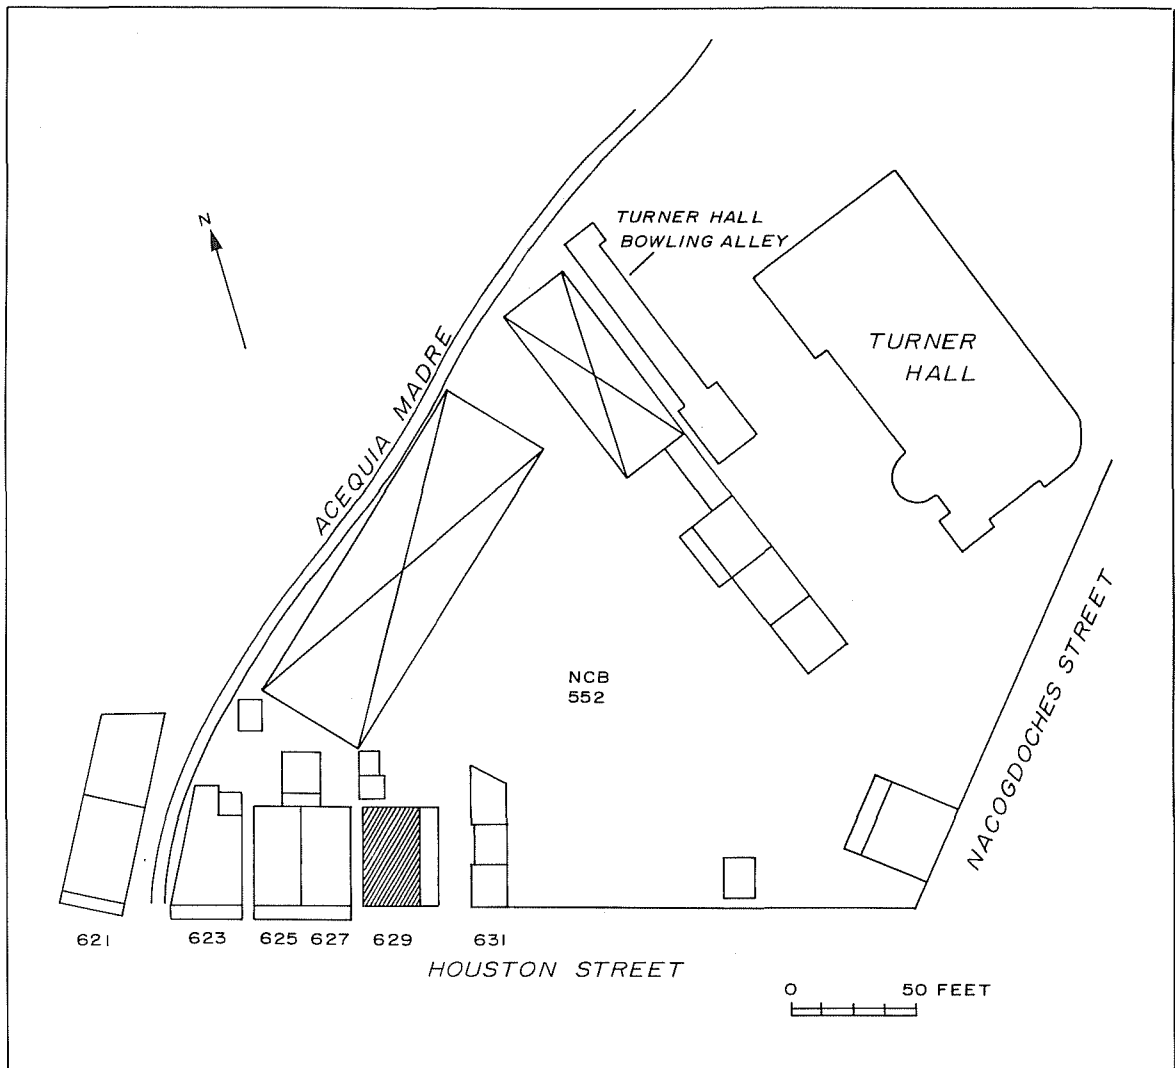 N
TURNER HALL
BOWLING ALLEY
TURNER
HALL
ACEQUIA MADRE
NCB
552
NACOGDOCHES STREET
621 623 625 627 629 631
HOUSTON STREET
0 50 FEET